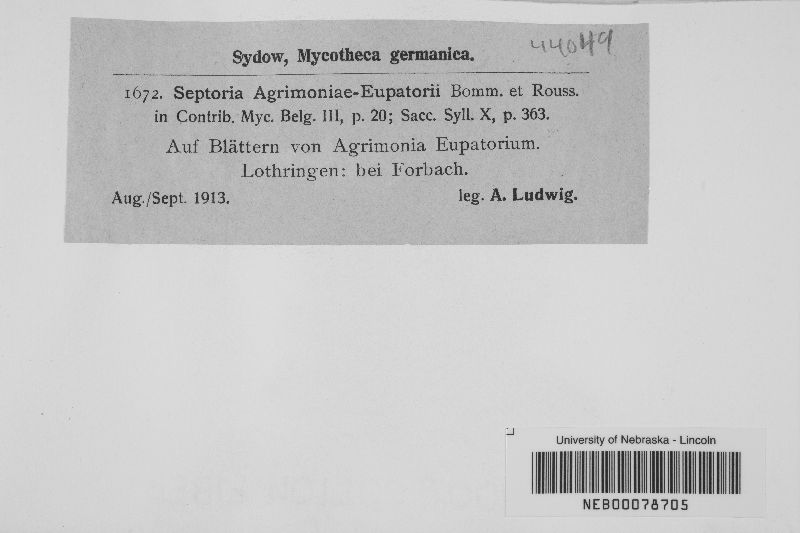 44049
Sydow, Mycotheca germanica.
1672. Septoria Agrimoniae-Eupatorii Bomm. et Rouss.
in Contrib. Myc. Belg. III, p. 20; Sacc. Syll. X, p. 363.
Auf Blättern von Agrimonia Eupatorium.
Lothringen: bei Forbach.
Aug./Sept. 1913. leg. A. Ludwig.
University of Nebraska - Lincoln
NEB00078705